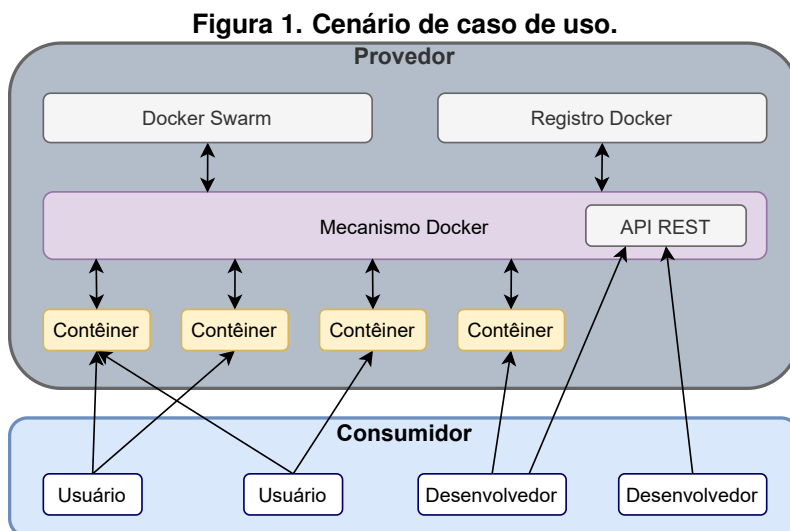 Figura 1. Cenário de caso de uso.
Provedor
Docker Swarm
Registro Docker
Mecanismo Docker
API REST
Contêiner
Contêiner
Contêiner
Contêiner
Consumidor
Usuário
Usuário
Desenvolvedor
Desenvolvedor